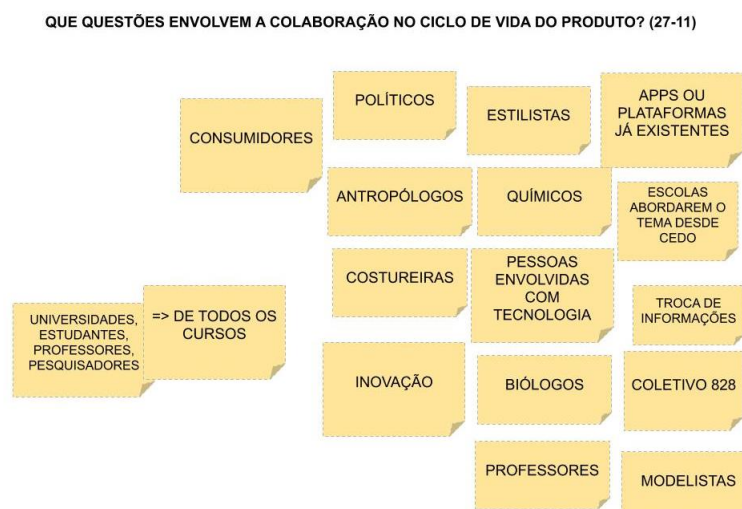 QUE QUESTÕES ENVOLVEM A COLABORAÇÃO NO CICLO DE VIDA DO PRODUTO? (27-11)
CONSUMIDORES
POLÍTICOS
ESTILISTAS
APPS OU
PLATAFORMAS
JÁ EXISTENTES
ANTROPÓLOGOS
QUÍMICOS
ESCOLAS
ABORDAREM O
TEMA DESDE
CEDO
COSTUREIRAS
PESSOAS
ENVOLVIDAS
COM
TECNOLOGIA
TROCA DE
INFORMAÇÕES
UNIVERSIDADES,
ESTUDANTES,
PROFESSORES,
PESQUISADORES
=> DE TODOS OS
CURSOS
INOVAÇÃO
BIÓLOGOS
COLETIVO 828
PROFESSORES
MODELISTAS